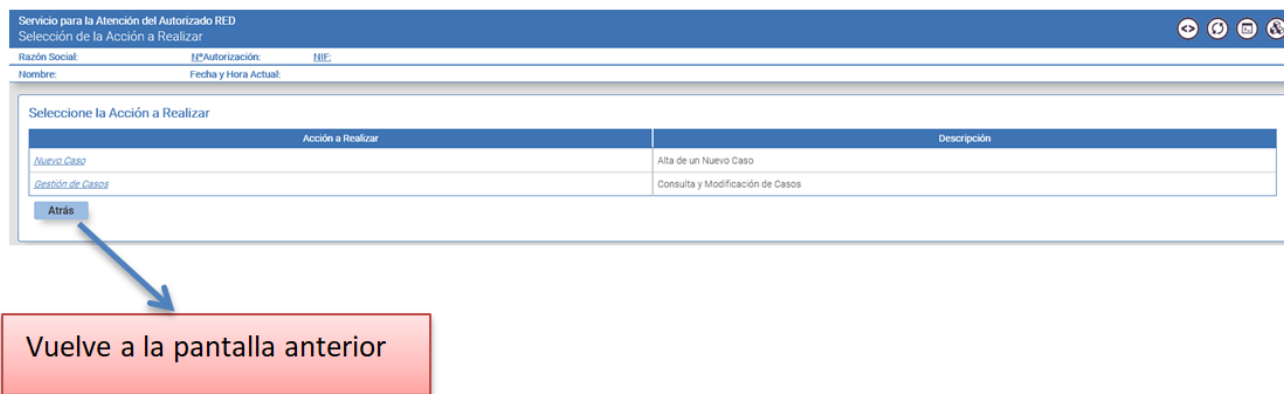 Servicio para la Atención del Autorizado RED
Selección de la Acción a Realizar
Razón Social: NºAutorización: NIF:
Nombre: Fecha y Hora Actual:
Seleccione la Acción a Realizar
Acción a Realizar Descripción
Nuevo Caso Alta de un Nuevo Caso
Gestión de Casos Consulta y Modificación de Casos
Atrás
Vuelve a la pantalla anterior